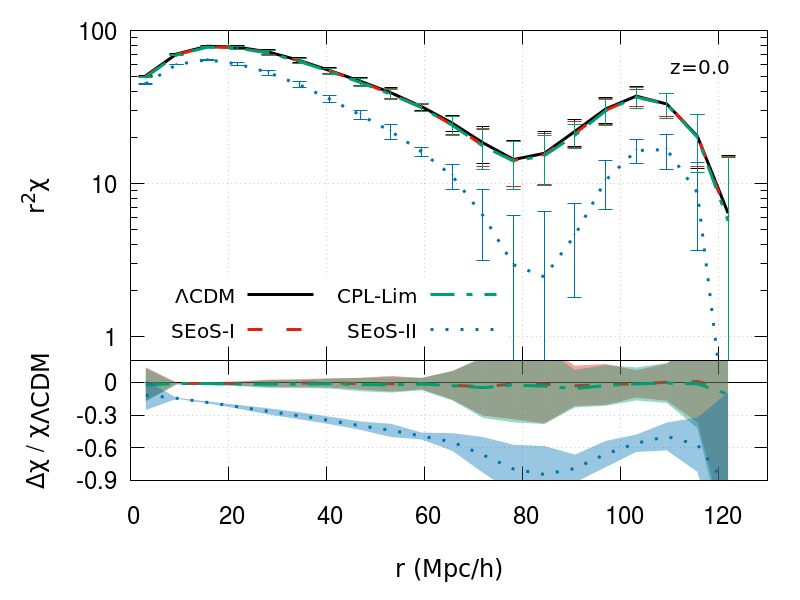 100
z=0.0
10
r²χ
ΛCDM
CPL-Lim
SEoS-I
SEoS-II
1
0
-0.3
-0.6
-0.9
Δχ / χΛCDM
0 20 40 60 80 100 120
r (Mpc/h)